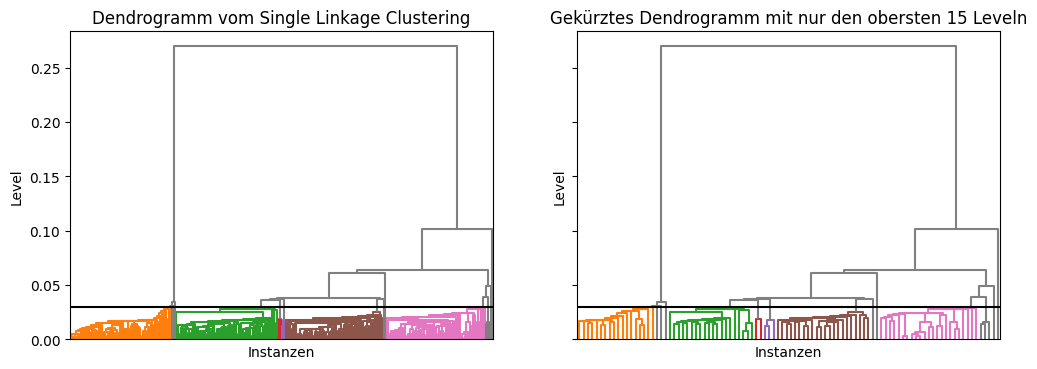 Dendrogramm vom Single Linkage Clustering
Gekürztes Dendrogramm mit nur den obersten 15 Leveln
0.25
0.20
0.15
0.10
0.05
0.00
Level
Level
Instanzen
Instanzen